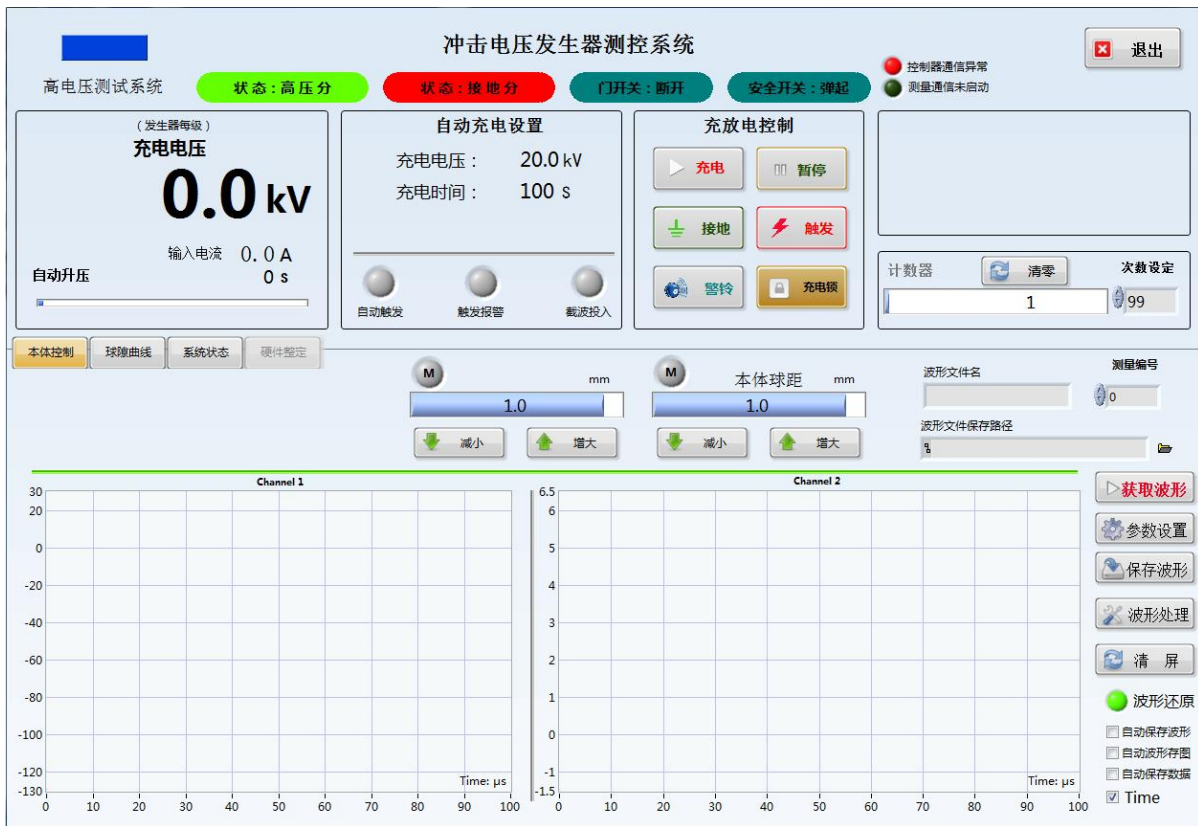 冲击电压发生器测控系统
退出
高电压测试系统
状态:高压分
状态:接地分
门开关:断开
安全开关:弹起
控制器通信异常
测量通信未启动
(发生器每级)
充电电压
0.0 kV
输入电流 0.0 A
自动升压 0 s
自动充电设置
充电电压: 20.0 kV
充电时间: 100 S
自动触发
触发报警
截波投入
充放电控制
充电
暂停
接地
触发
警铃
充电锁
计数器
清零
次数设定
1
99
本体控制
球隙曲线
系统状态
硬件整定
M
mm
1.0
减小
增大
M
本体球距 mm
1.0
减小
增大
波形文件名
测量编号
0
波形文件保存路径
Channel 1
30
20
0
-20
-40
-60
-80
-100
-120
-130
Time: µs
0 10 20 30 40 50 60 70 80 90 100
Channel 2
6.5
6
5
4
3
2
1
0
-1
-1.5
Time: µs
0 10 20 30 40 50 60 70 80 90 100
获取波形
参数设置
保存波形
波形处理
清 屏
波形还原
自动保存波形
自动波形存图
自动保存数据
Time